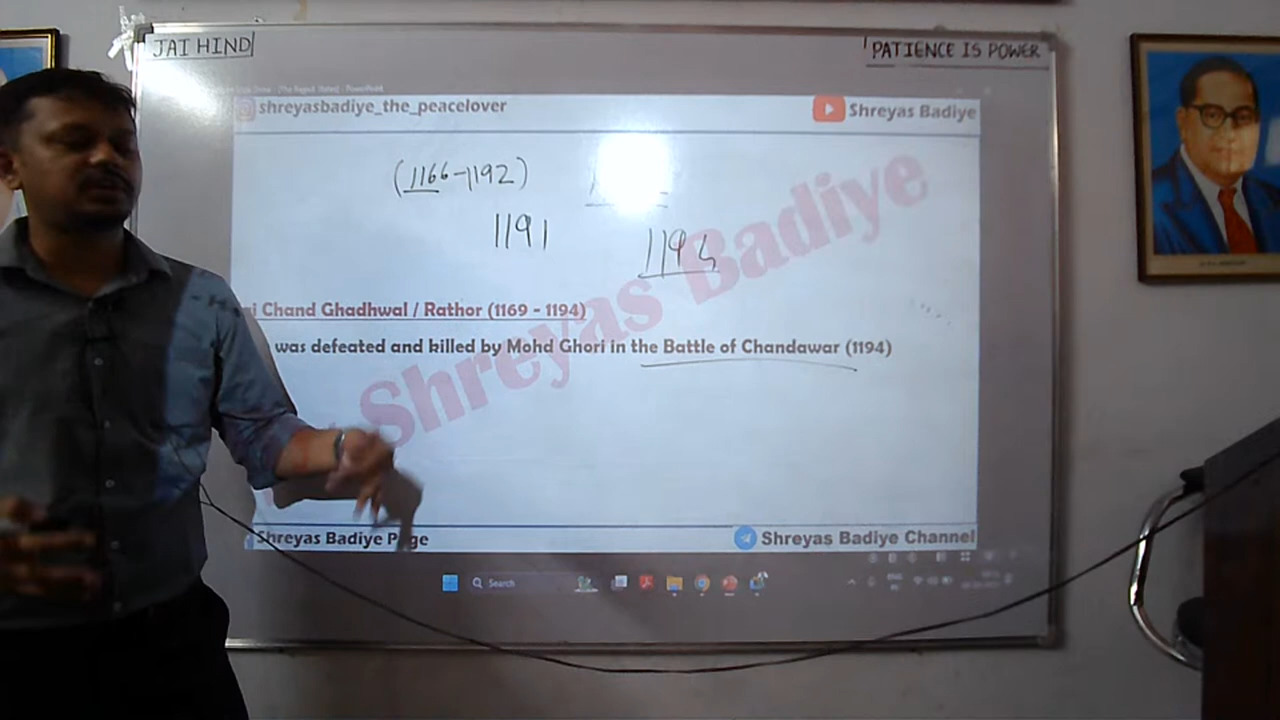 JAI HIND
PATIENCE IS POWER
shreyasbadiye_the_peacelover
Shreyas Badiye
(1166-1192)
1191
1194
i Chand Ghadhwal / Rathor (1169 - 1194)
was defeated and killed by Mohd Ghori in the Battle of Chandawar (1194)
Shreyas Badiye
Shreyas Badiye Page
Shreyas Badiye Channel
Search